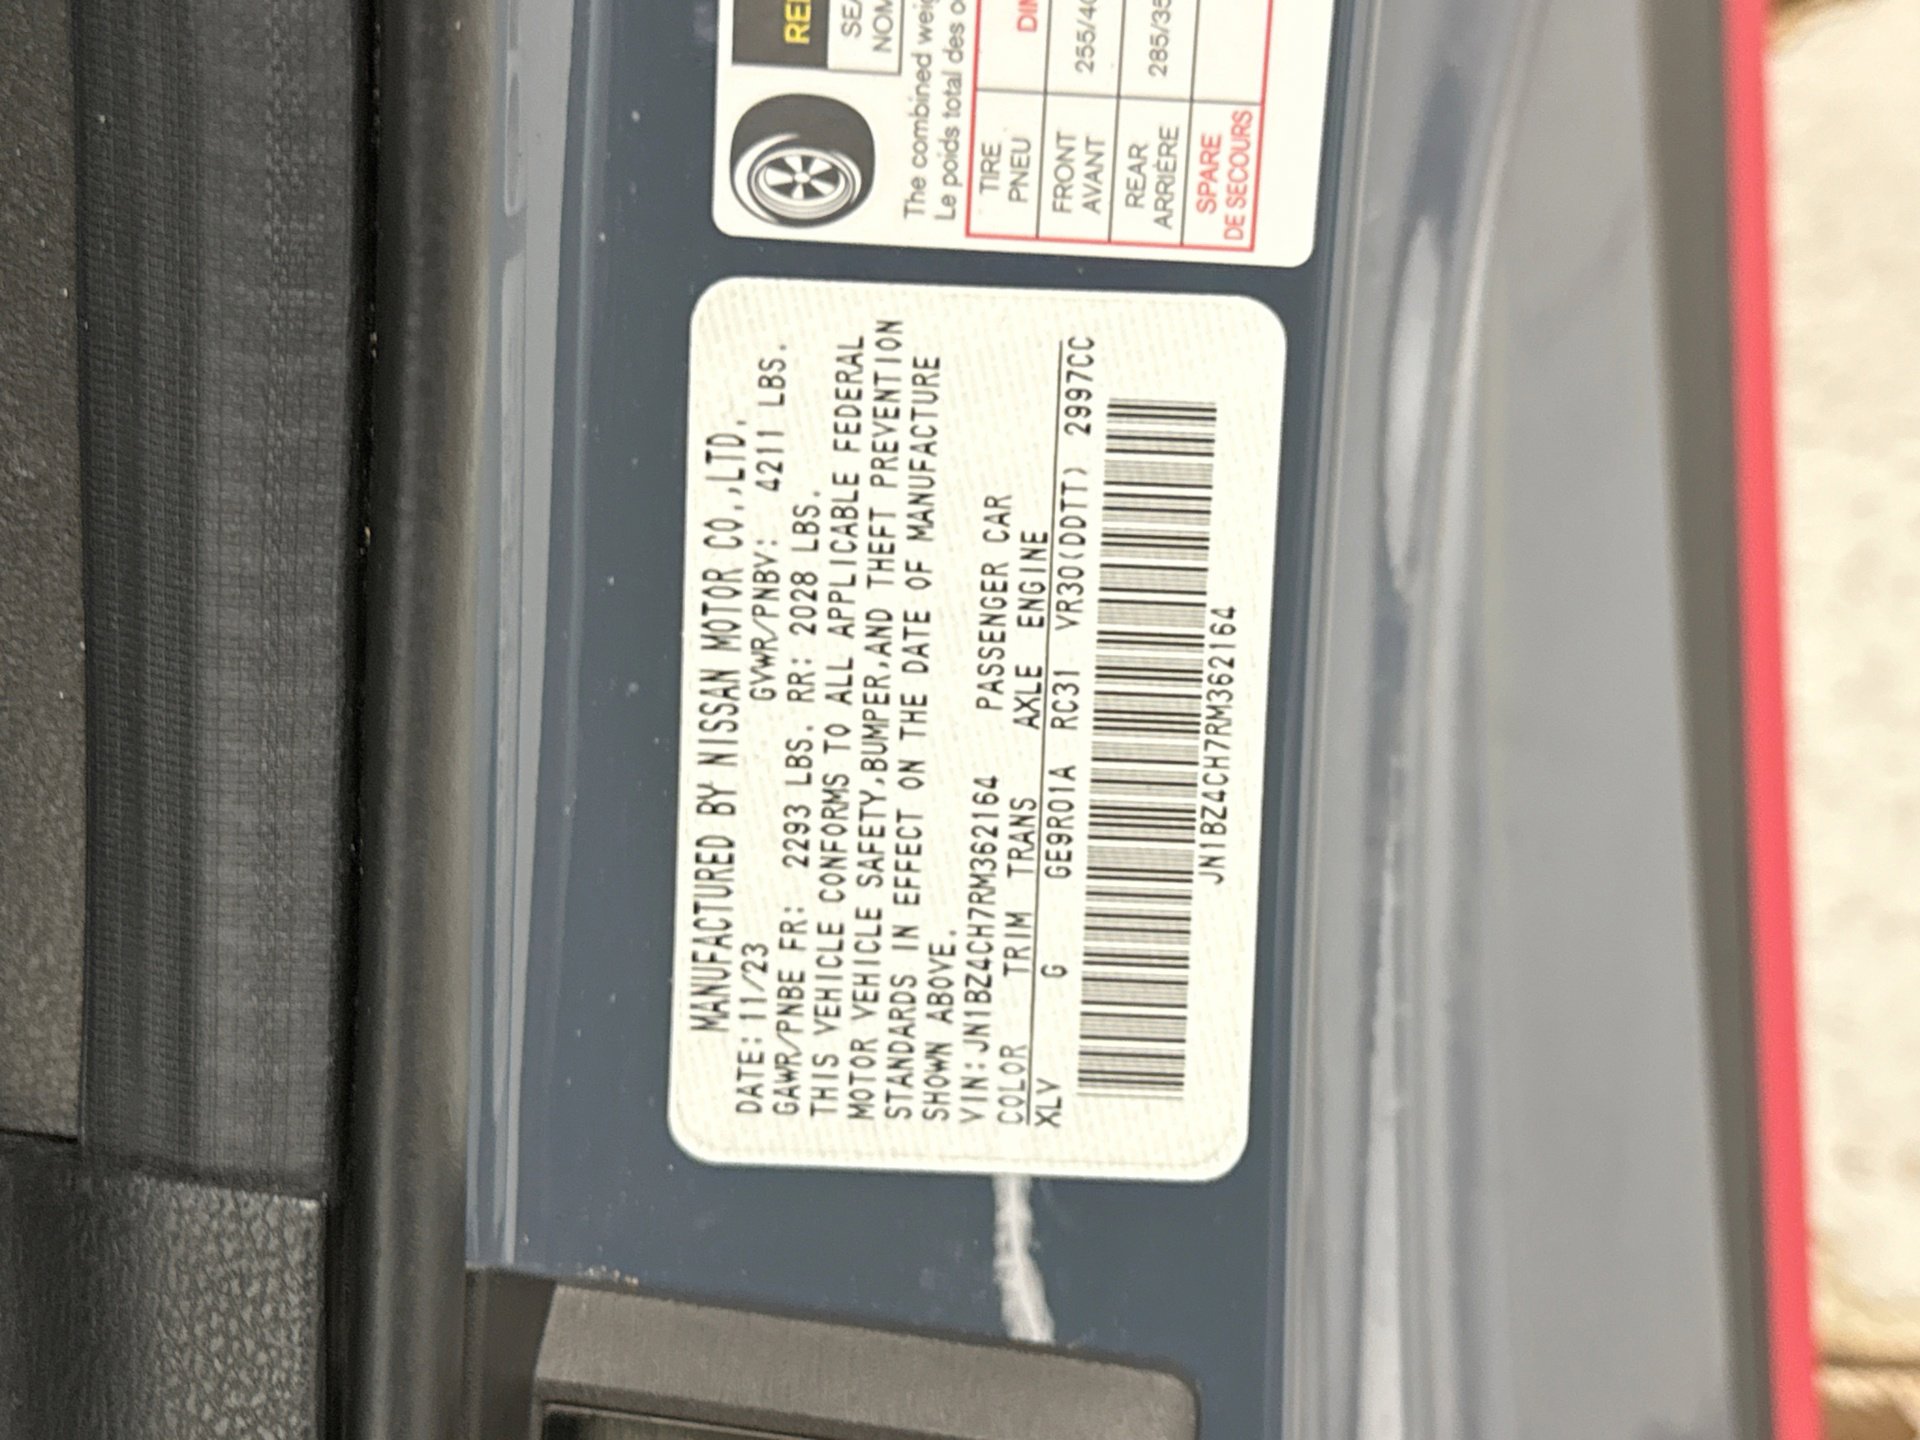 MANUFACTURED BY NISSAN MOTOR CO.,LTD.
DATE: 11/23 GVWR/PNBV: 4211 LBS.
GAWR/PNBE FR: 2293 LBS. RR: 2028 LBS.
THIS VEHICLE CONFORMS TO ALL APPLICABLE FEDERAL
MOTOR VEHICLE SAFETY,BUMPER,AND THEFT PREVENTION
STANDARDS IN EFFECT ON THE DATE OF MANUFACTURE
SHOWN ABOVE.
VIN:JN1BZ4CH7RM362164 PASSENGER CAR
COLOR TRIM TRANS AXLE ENGINE
XLV G GE9R01A RC31 VR30(DDTT) 2997CC
JN1BZ4CH7RM362164
The combined
Le poids total des
TIRE
PNEU
FRONT
AVANT
255/40
REAR
ARRIÈRE
285/35
SPARE
DE SECOURS